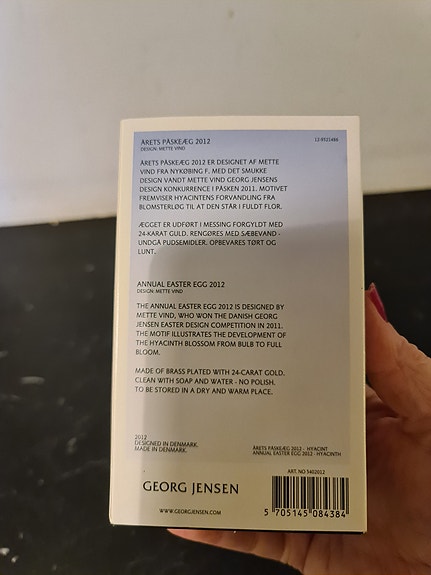 ÅRETS PÅSKEÆG 2012
DESIGN: METTE VIND
ÅRETS PÅSKEÆG 2012 ER DESIGNET AF METTE
VIND FRA NYKØBING F. MED DET SMUKKE
DESIGN VANDT METTE VIND GEORG JENSENS
DESIGN KONKURRENCE I PÅSKEN 2011. MOTIVET
FREMVISER HYACINTENS FORVANDLING FRA
BLOMSTERLØG TIL AT DEN STÅR I FULDT FLOR.
ÆGGET ER UDFØRT I MESSING FORGYLDT MED
24-KARAT GULD. RENGØRES MED SÆBEVAND -
UNDGÅ PUDSEMIDLER. OPBEVARES TØRT OG
LUNT.
ANNUAL EASTER EGG 2012
DESIGN: METTE VIND
THE ANNUAL EASTER EGG 2012 IS DESIGNED BY
METTE VIND, WHO WON THE DANISH GEORG
JENSEN EASTER DESIGN COMPETITION IN 2011.
THE MOTIF ILLUSTRATES THE DEVELOPMENT OF
THE HYACINTH BLOSSOM FROM BULB TO FULL
BLOOM.
MADE OF BRASS PLATED WITH 24-CARAT GOLD.
CLEAN WITH SOAP AND WATER - NO POLISH.
TO BE STORED IN A DRY AND WARM PLACE.
2012
DESIGNED IN DENMARK.
MADE IN DENMARK
ÅRETS PÅSKEÆG 2012 - HYACINT
ANNUAL EASTER EGG 2012 - HYACINTH
ART. NO 5402012
GEORG JENSEN
WWW.GEORGJENSEN.COM
5 705145 084384